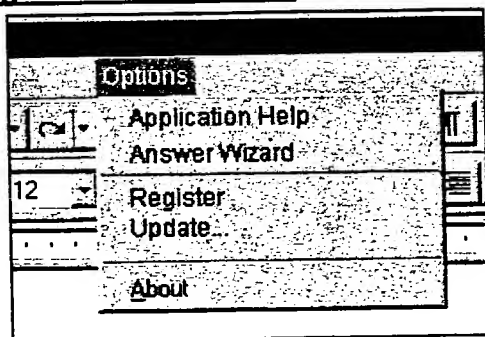 Options
Application Help
¶
Answer Wizard
12
Register
Update...
About